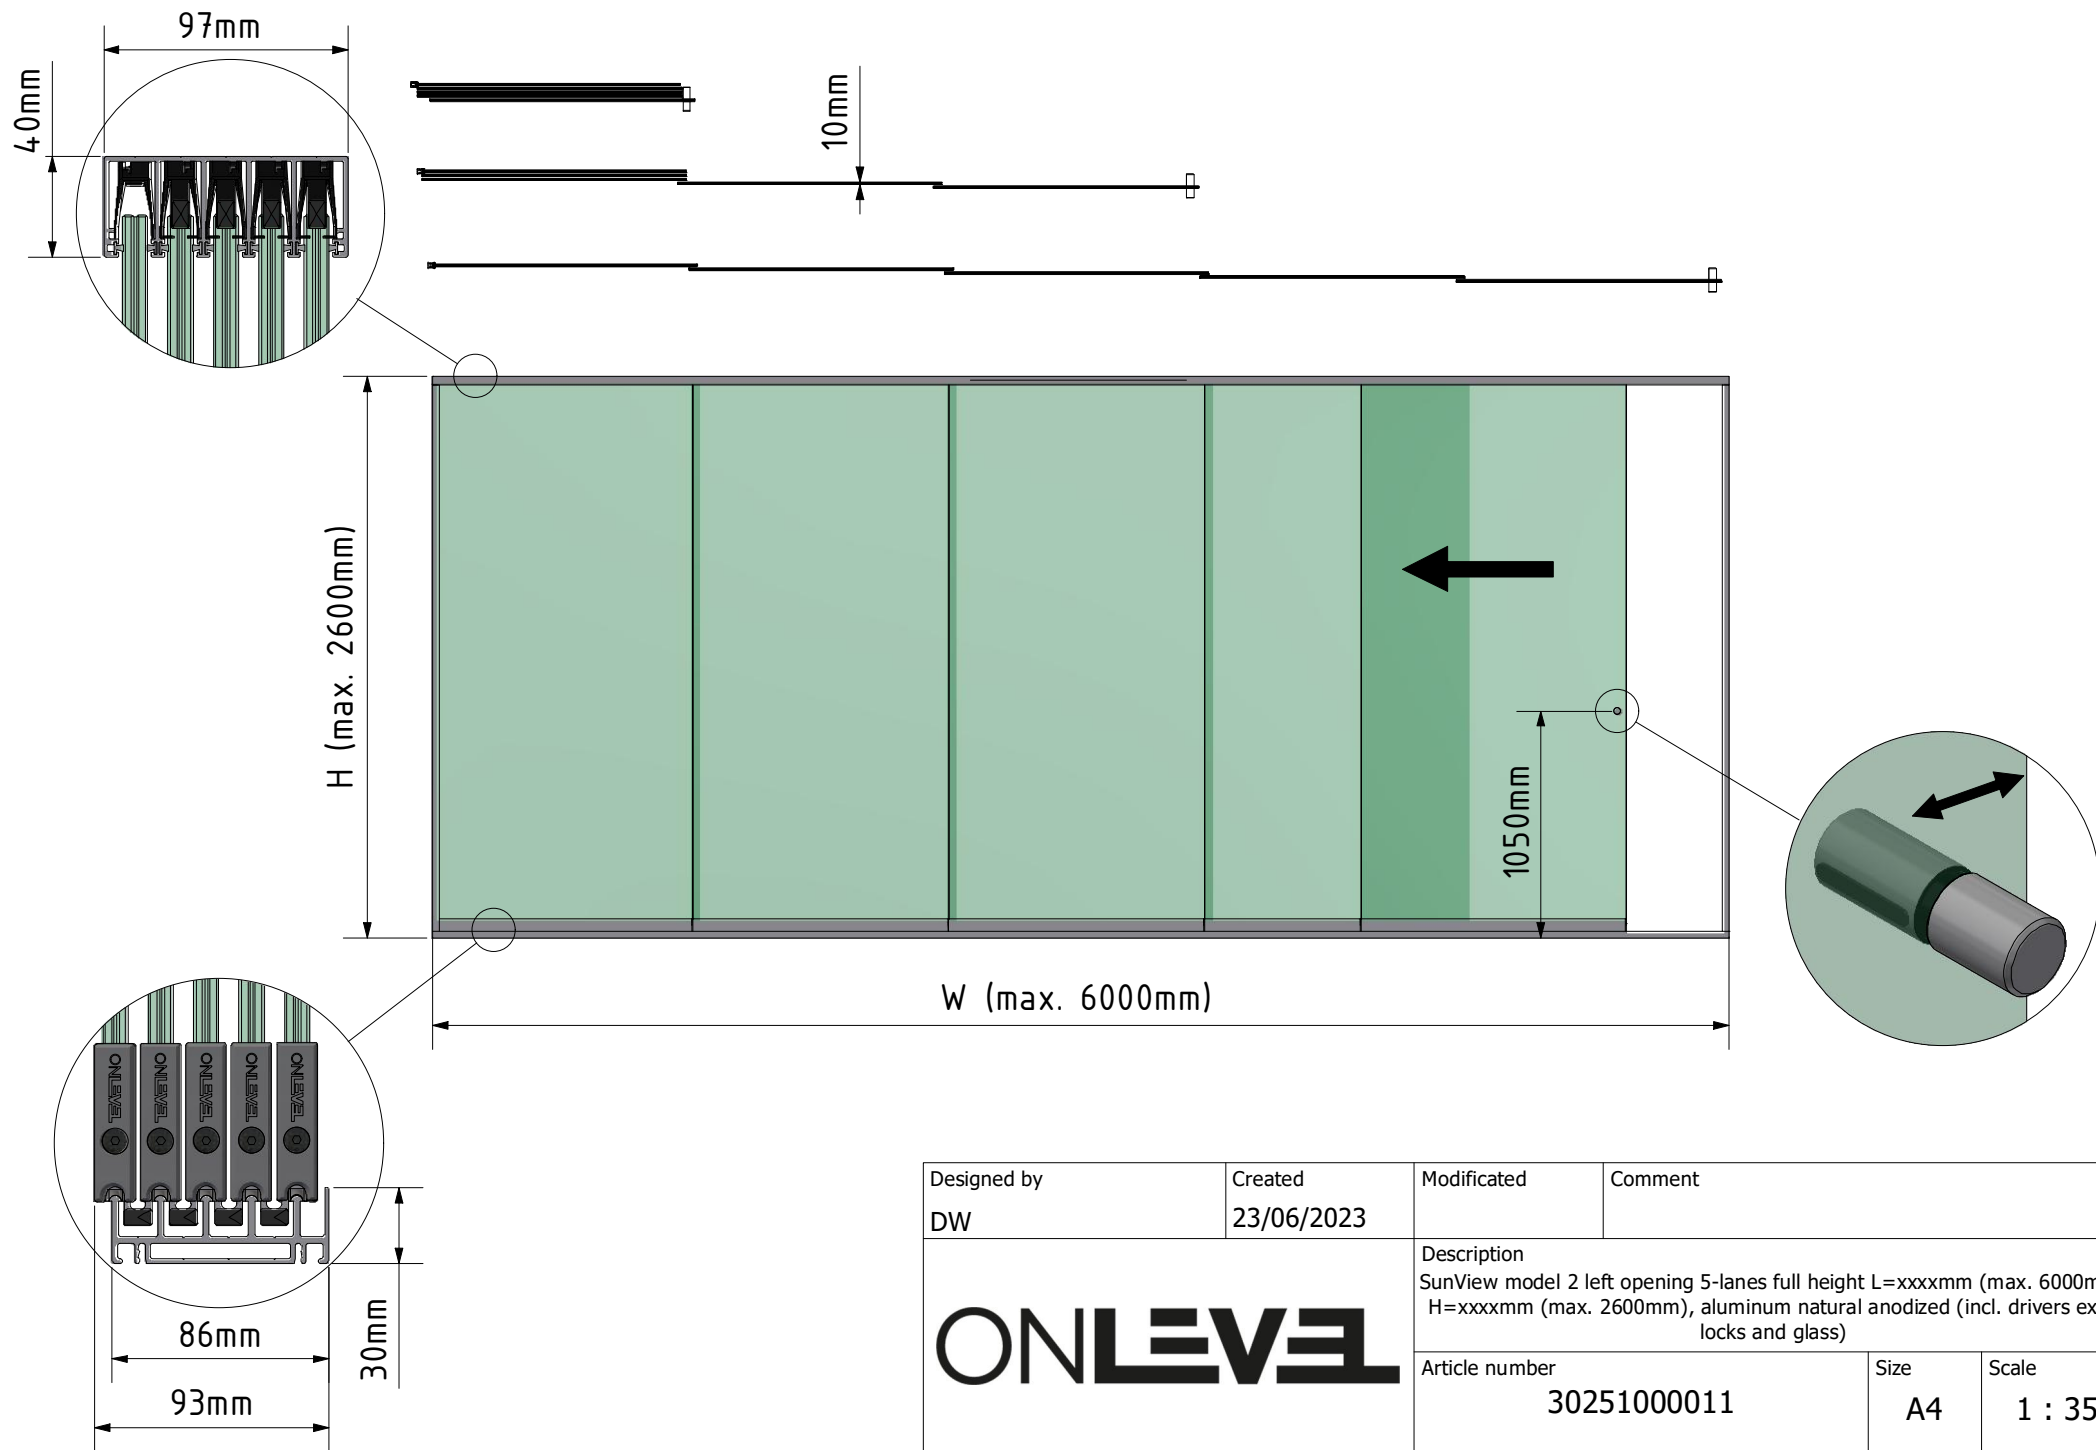 97mm
40mm
10mm
H (max. 2600mm)
1050mm
W (max. 6000mm)
ONLEVEL
ONLEVEL
ONLEVEL
ONLEVEL
ONLEVEL
30mm
86mm
93mm
Designed by
DW
Created
23/06/2023
Modificated
Comment
ONLEVEL
Description
SunView model 2 left opening 5-lanes full height L=xxxxmm (max. 6000m
H=xxxxmm (max. 2600mm), aluminum natural anodized (incl. drivers ex
locks and glass)
Article number
30251000011
Size
A4
Scale
1 : 35